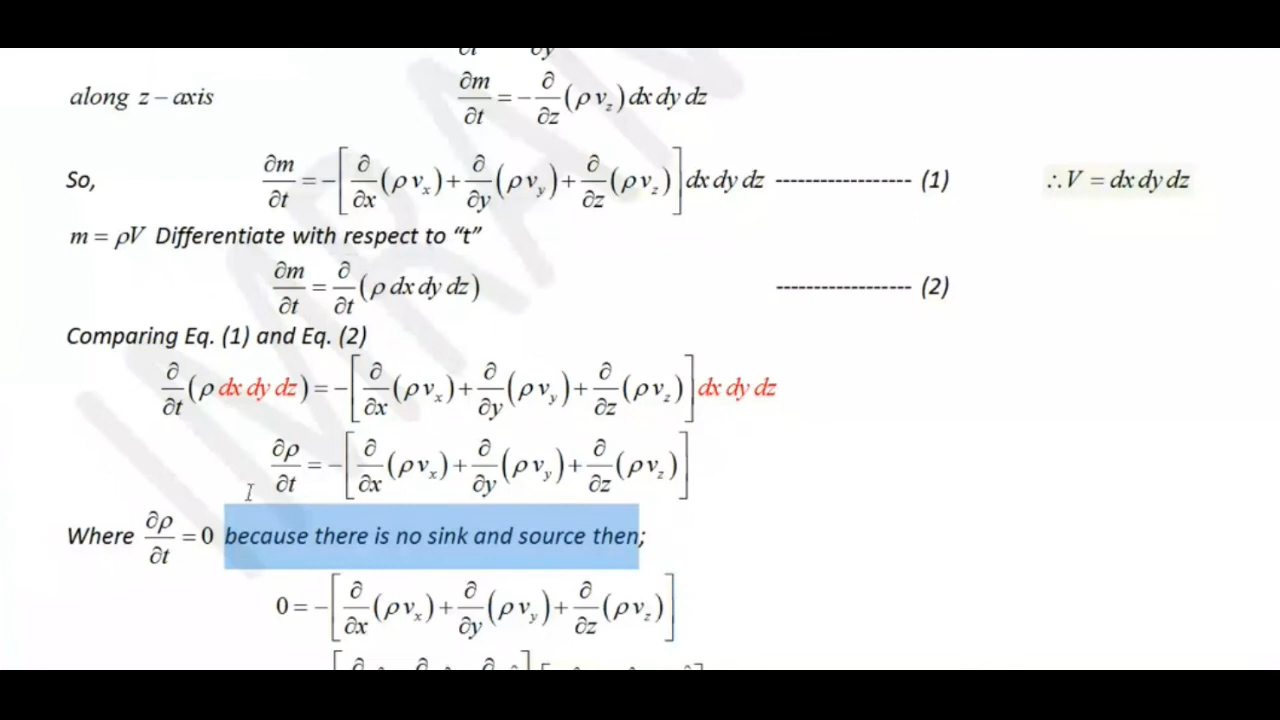 along z – axis ∂m/∂t = −∂/∂z (ρ v_z) dx dy dz
So, ∂m/∂t = −[∂/∂x (ρ v_x) + ∂/∂y (ρ v_y) + ∂/∂z (ρ v_z)] dx dy dz ------------------ (1) ∴ V = dx dy dz
m = ρV Differentiate with respect to “t”
∂m/∂t = ∂/∂t (ρ dx dy dz) ------------------ (2)
Comparing Eq. (1) and Eq. (2)
∂/∂t (ρ dx dy dz) = −[∂/∂x (ρ v_x) + ∂/∂y (ρ v_y) + ∂/∂z (ρ v_z)] dx dy dz
∂ρ/∂t = −[∂/∂x (ρ v_x) + ∂/∂y (ρ v_y) + ∂/∂z (ρ v_z)]
Where ∂ρ/∂t = 0 because there is no sink and source then;
0 = −[∂/∂x (ρ v_x) + ∂/∂y (ρ v_y) + ∂/∂z (ρ v_z)]